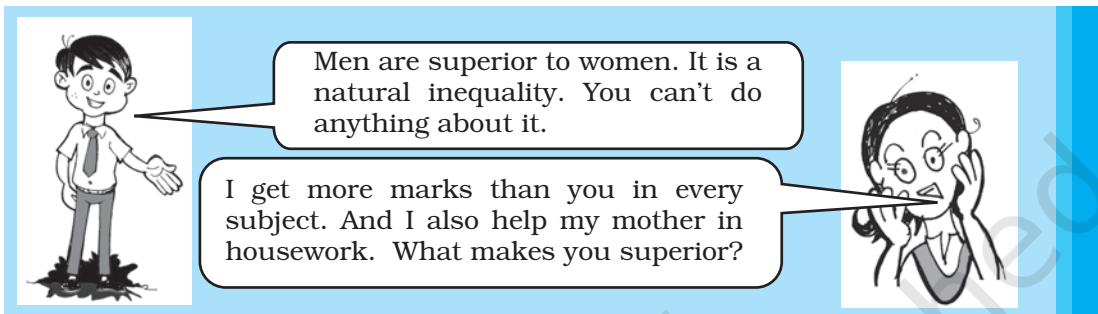 Men are superior to women. It is a
natural inequality. You can't do
anything about it.
I get more marks than you in every
subject. And I also help my mother in
housework. What makes you superior?